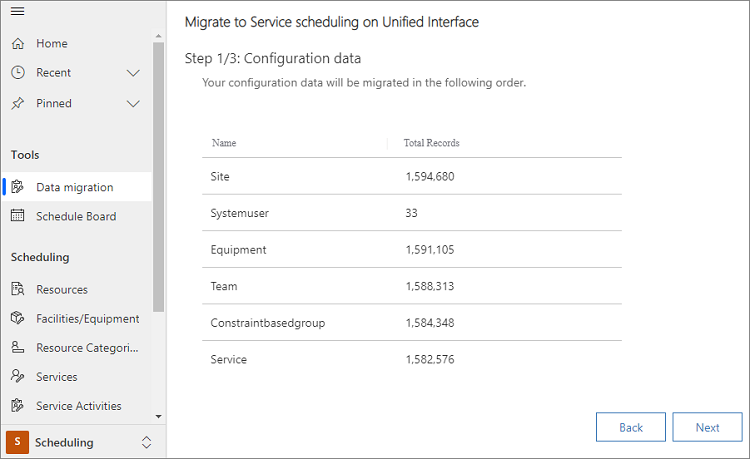 Home
Recent
Pinned
Tools
Data migration
Schedule Board
Scheduling
Resources
Facilities/Equipment
Resource Categori...
Services
Service Activities
S Scheduling
Migrate to Service scheduling on Unified Interface
Step 1/3: Configuration data
Your configuration data will be migrated in the following order.
Name Total Records
Site 1,594,680
Systemuser 33
Equipment 1,591,105
Team 1,588,313
Constraintbasedgroup 1,584,348
Service 1,582,576
Back Next